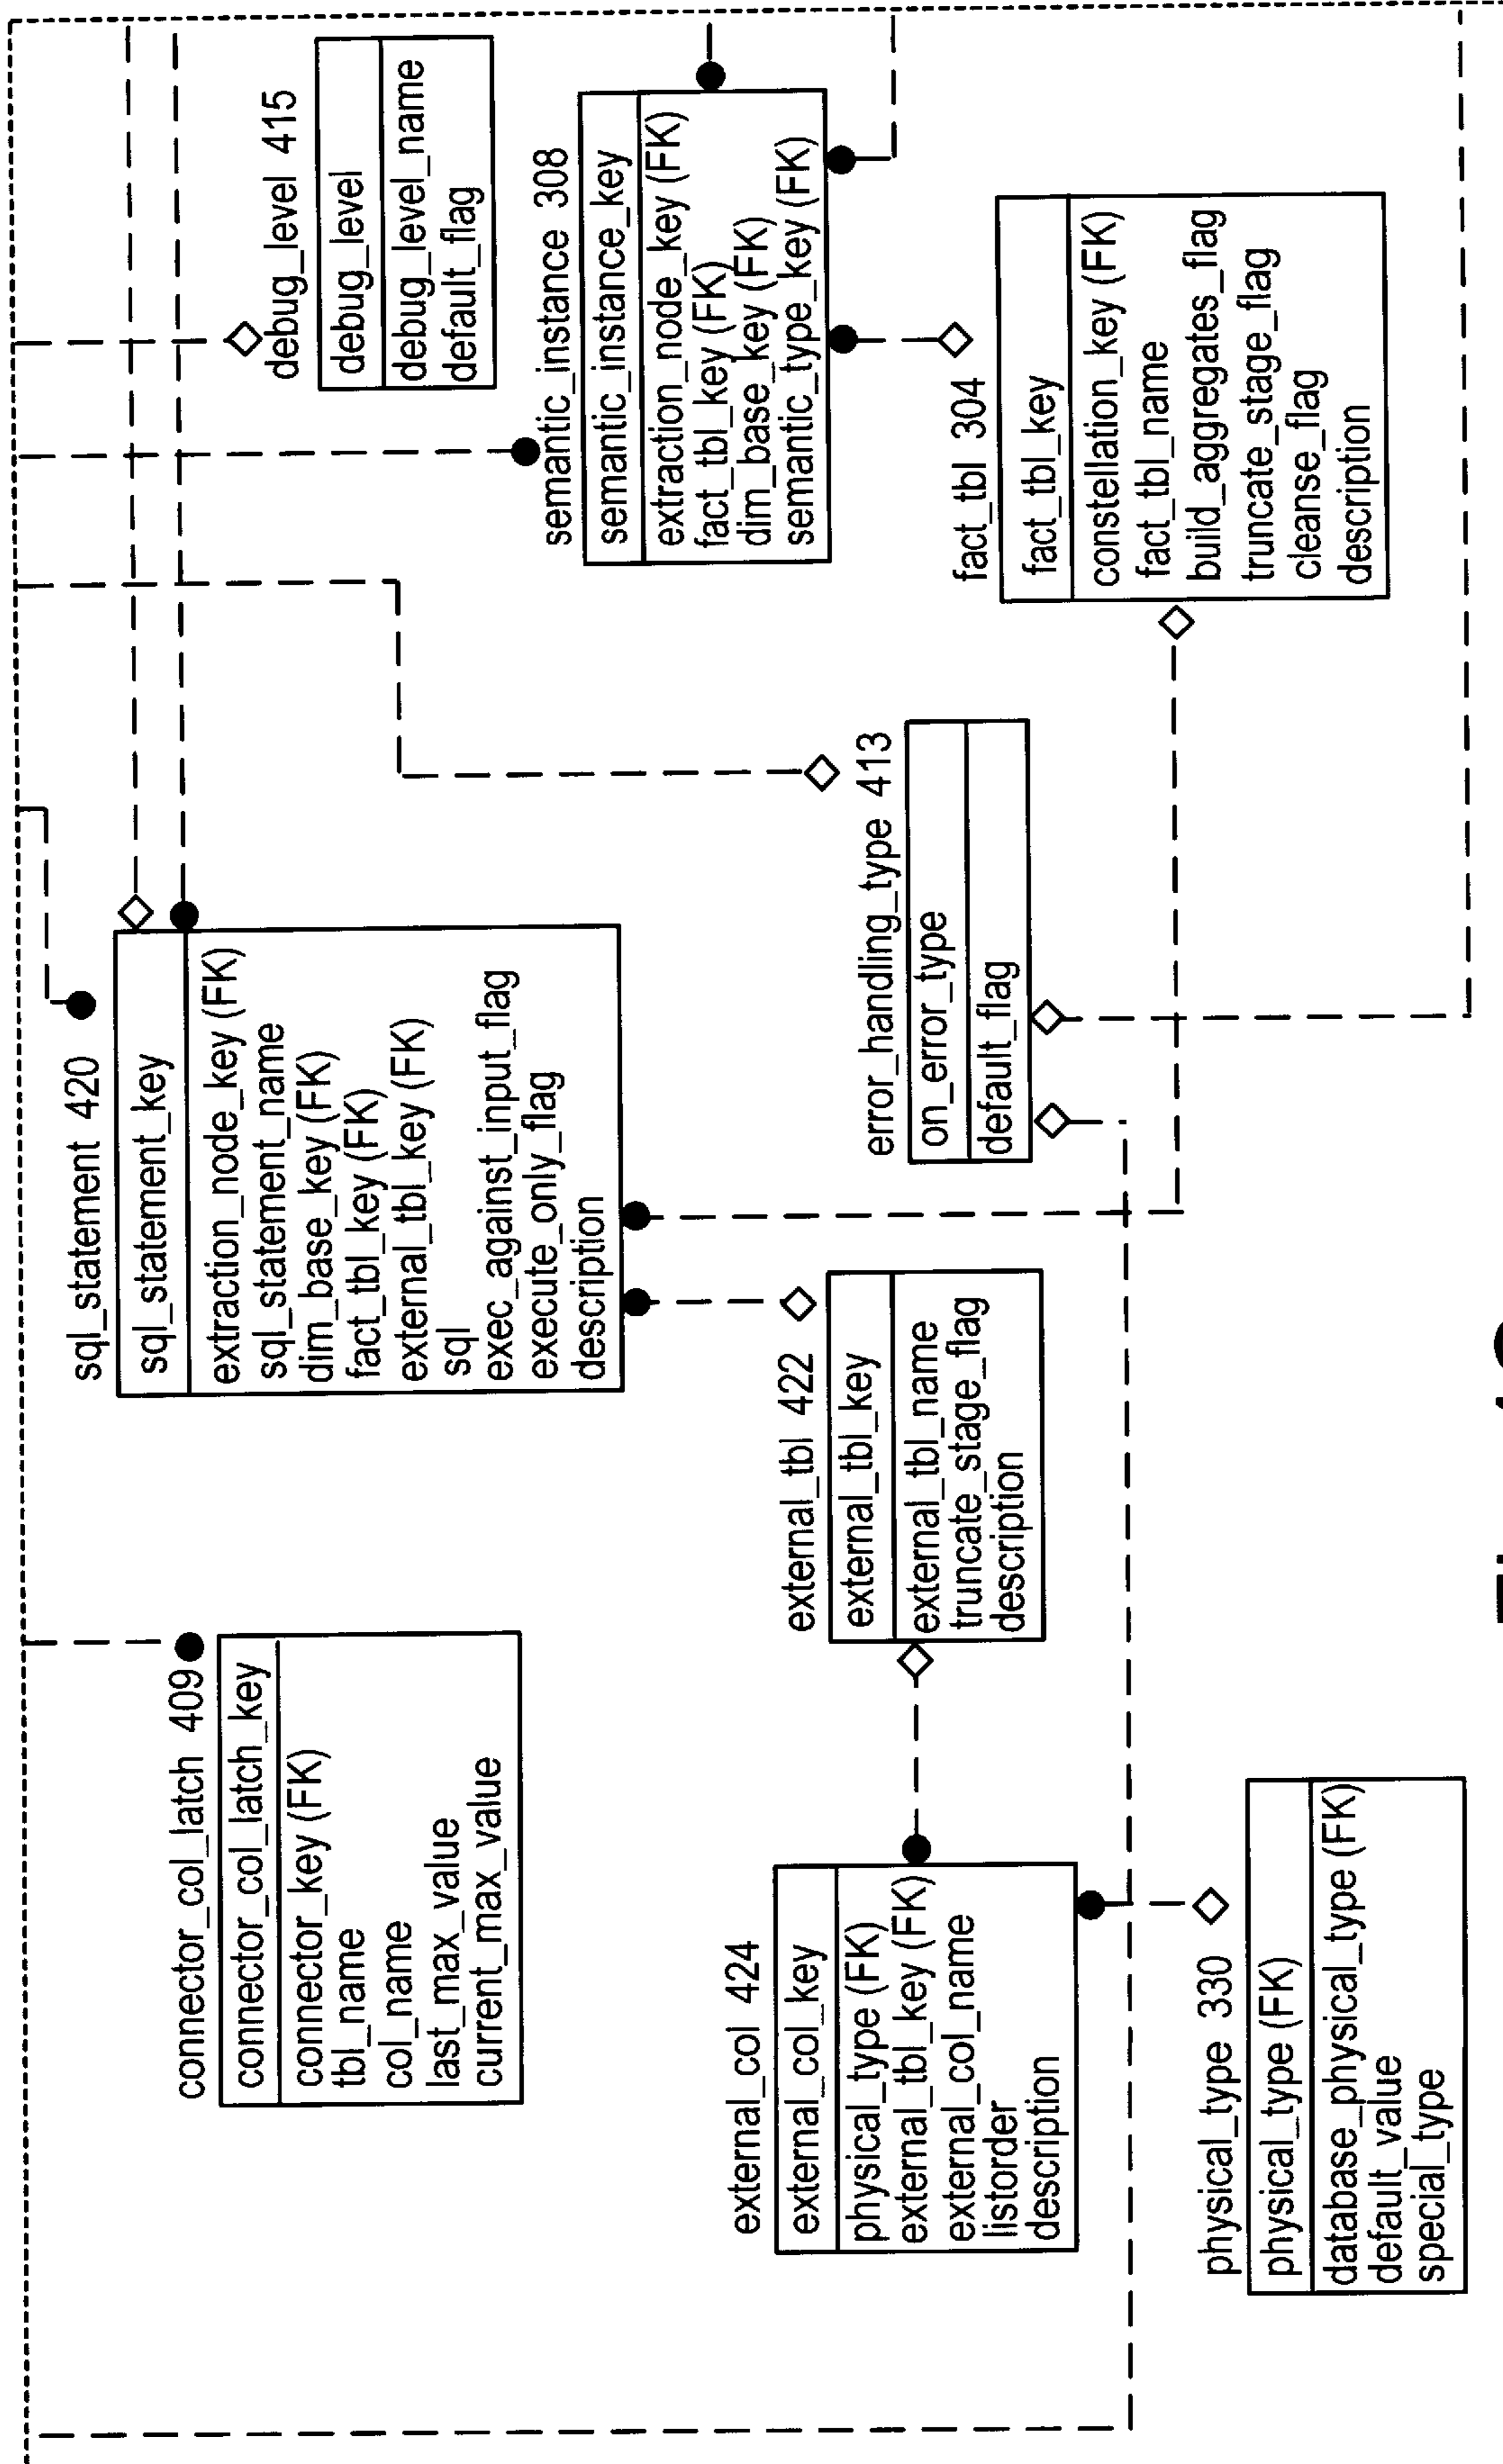 connector_col_latch 409
connector_col_latch_key
connector_key (FK)
tbl_name
col_name
last_max_value
current_max_value
sql_statement 420
sql_statement_key
extraction_node_key (FK)
sql_statement_name
dim_base_key (FK)
fact_tbl_key (FK)
external_tbl_key (FK)
sql
exec_against_input_flag
execute_only_flag
description
debug_level 415
debug_level
debug_level_name
default_flag
semantic_instance 308
semantic_instance_key
extraction_node_key (FK)
fact_tbl_key (FK)
dim_base_key (FK)
semantic_type_key (FK)
external_col 424
external_col_key
physical_type (FK)
external_tbl_key (FK)
external_col_name
listorder
description
external_tbl 422
external_tbl_key
external_tbl_name
truncate_stage_flag
description
error_handling_type 413
on_error_type
default_flag
fact_tbl 304
fact_tbl_key
constellation_key (FK)
fact_tbl_name
build_aggregates_flag
truncate_stage_flag
cleanse_flag
description
physical_type 330
physical_type (FK)
database_physical_type (FK)
default_value
special_type